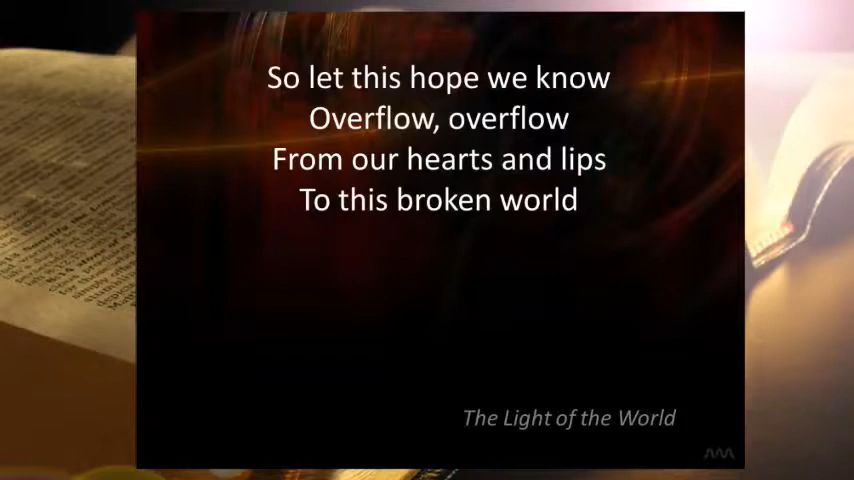 So let this hope we know
Overflow, overflow
From our hearts and lips
To this broken world
The Light of the World